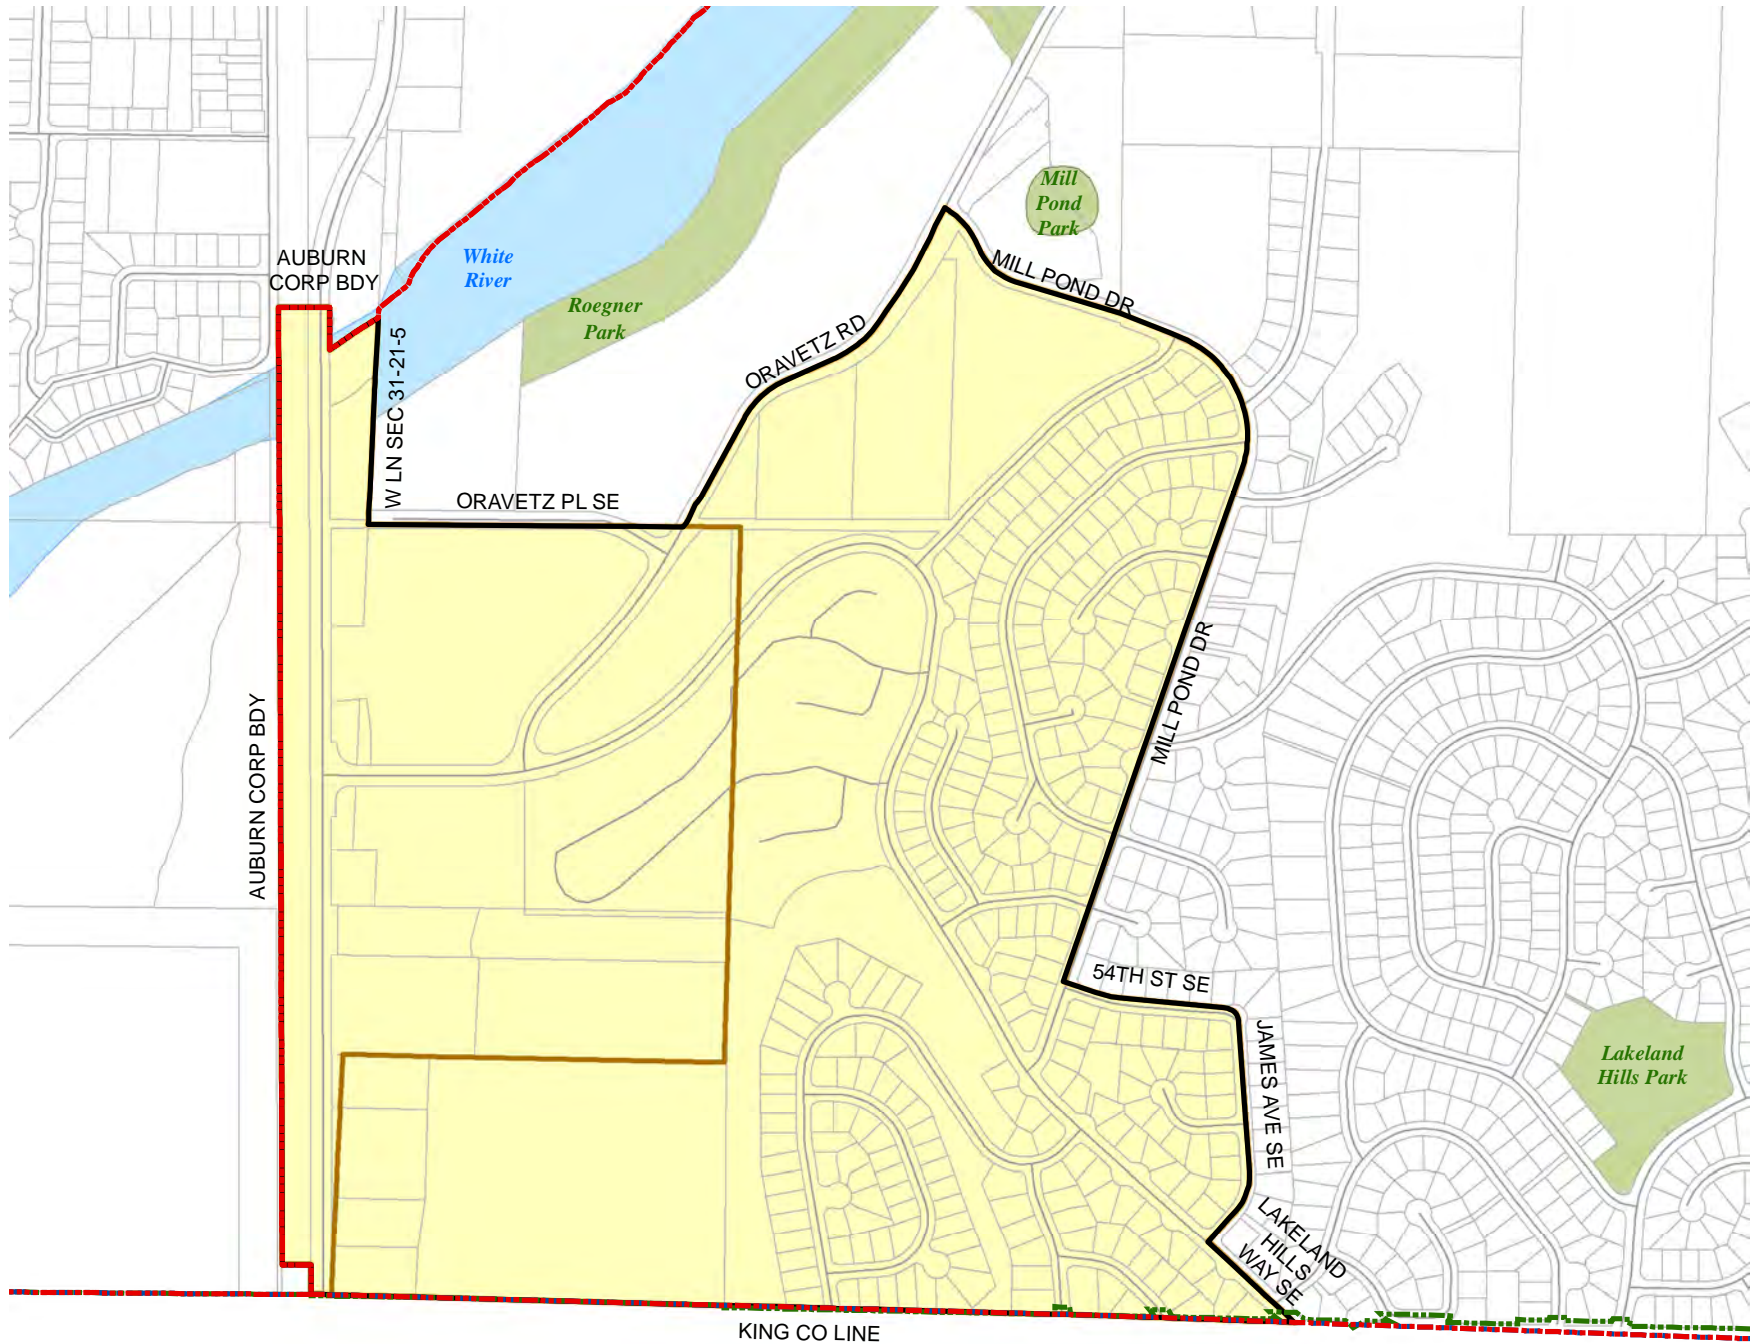 Mill
Pond
Park
AUBURN
CORP BDY
White
River
MILL POND DR
Roegner
Park
ORAVETZ RD
W LN SEC 31-21-5
ORAVETZ PL SE
MILL POND DR
AUBURN CORP BDY
54TH ST SE
JAMES AVE SE
Lakeland
Hills Park
LAKELAND
HILLS
WAY SE
KING CO LINE